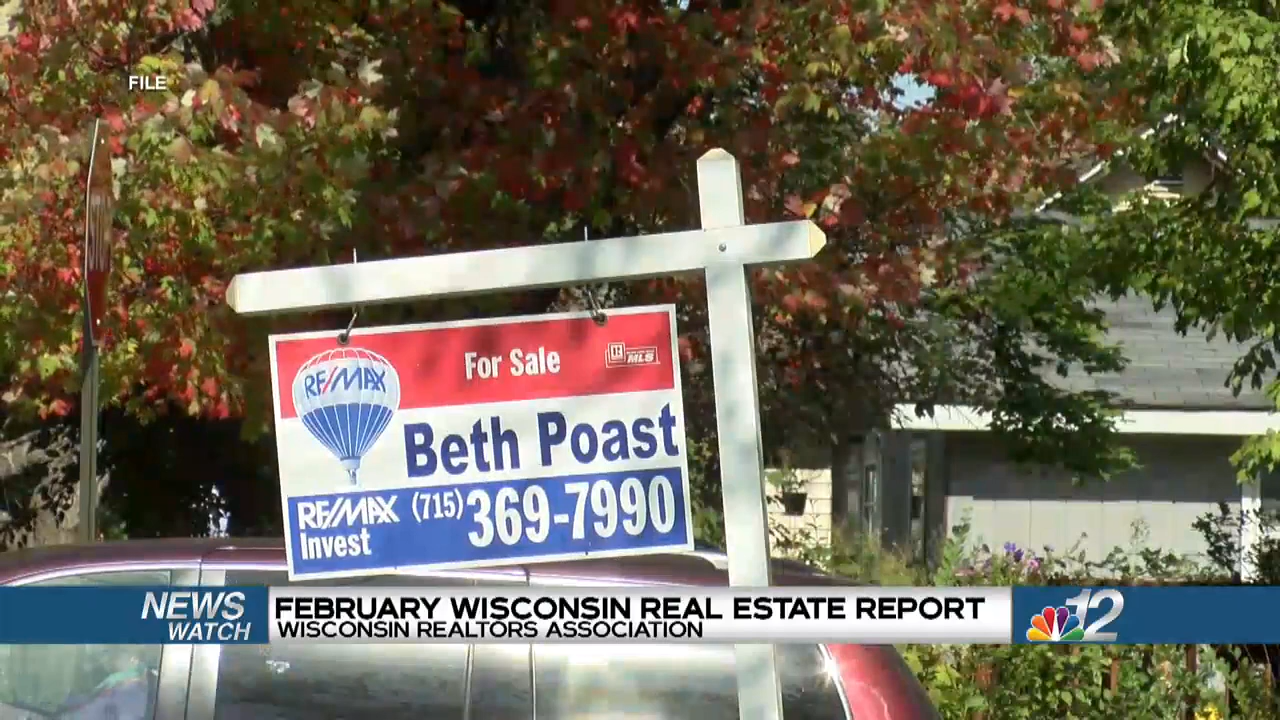 FILE
For Sale
MLS
RE/MAX
Beth Poast
RE/MAX (715) 369-7990
Invest
NEWS WATCH
FEBRUARY WISCONSIN REAL ESTATE REPORT
WISCONSIN REALTORS ASSOCIATION
12